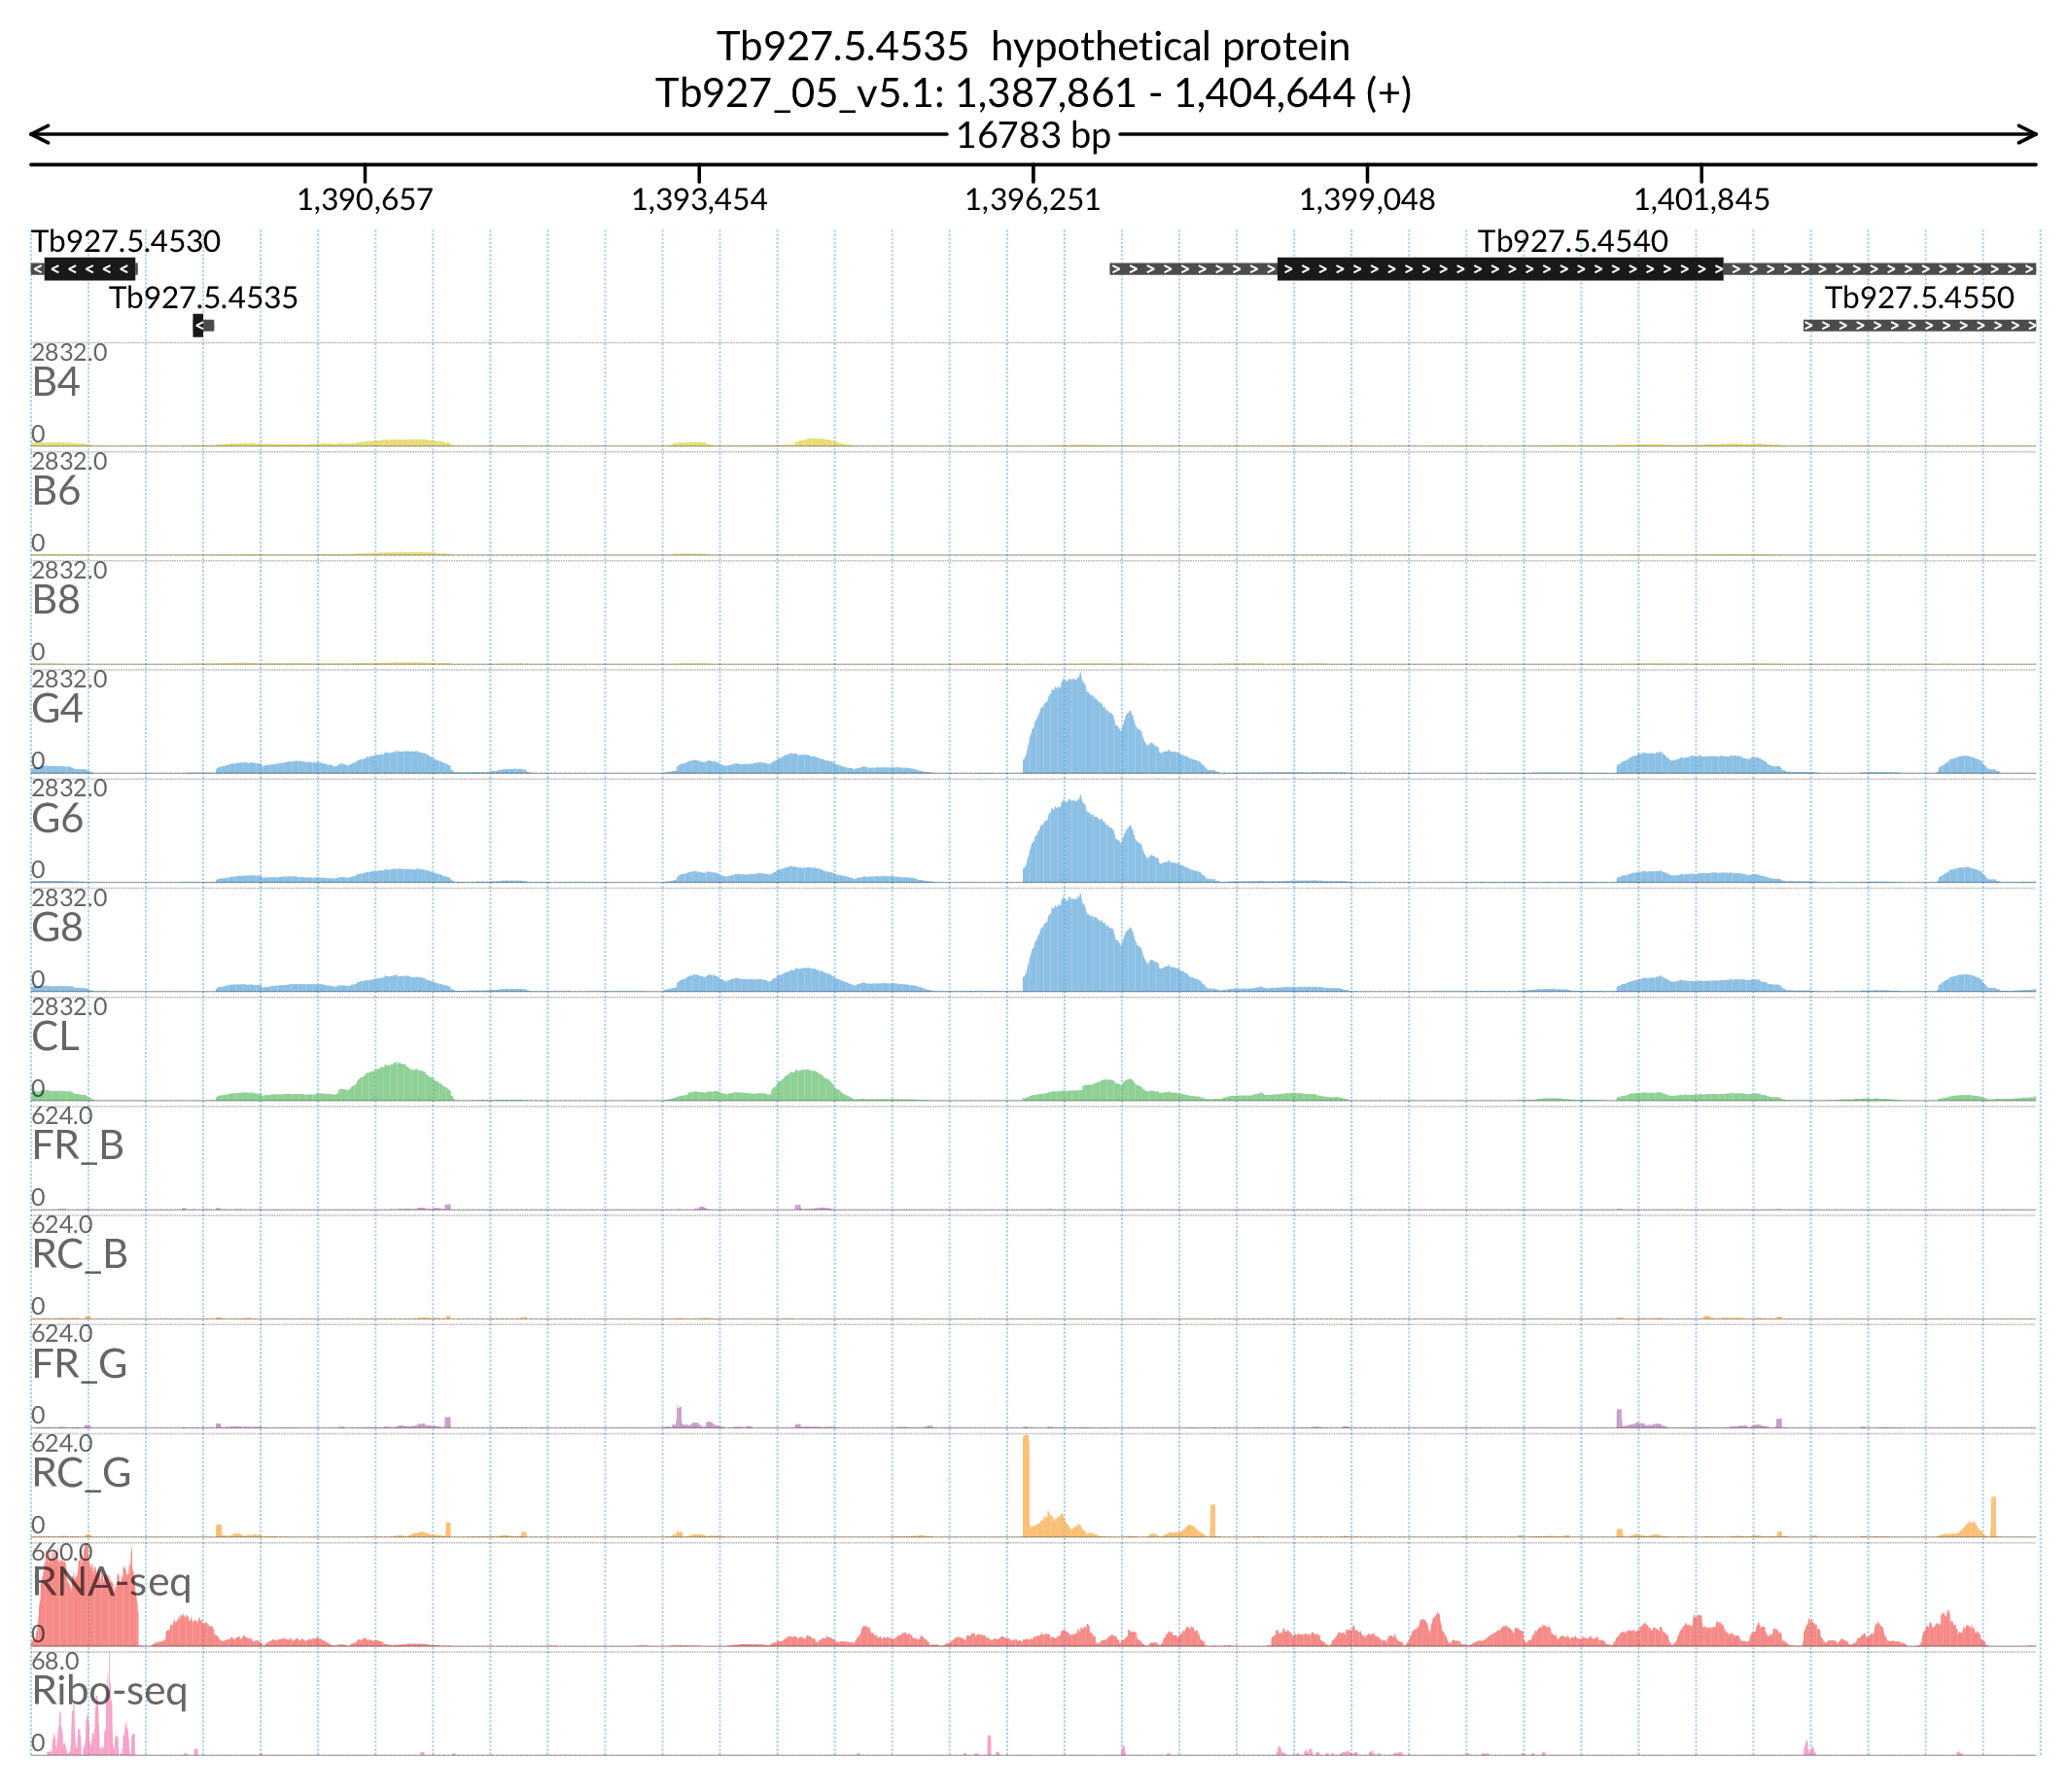 Tb927.5.4535  hypothetical protein
Tb927_05_v5.1: 1,387,861 - 1,404,644 (+)
16783 bp
1,390,657 1,393,454 1,396,251 1,399,048 1,401,845
Tb927.5.4530 Tb927.5.4540
Tb927.5.4535 Tb927.5.4550
2832.0
B4
0
2832.0
B6
0
2832.0
B8
0
2832.0
G4
0
2832.0
G6
0
2832.0
G8
0
2832.0
CL
0
624.0
FR_B
0
624.0
RC_B
0
624.0
FR_G
0
624.0
RC_G
0
660.0
RNA-seq
0
68.0
Ribo-seq
0